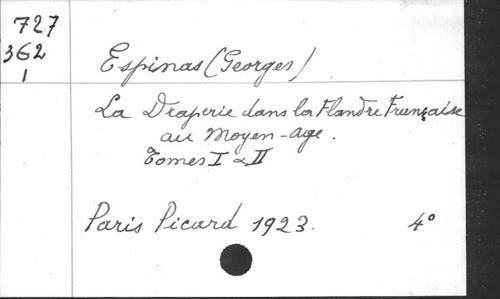 727
362
1
Espinas (Georges)
La Draperie dans la Flandre Française
au Moyen-age.
Tomes I & II
Paris Picard 1923. 4°